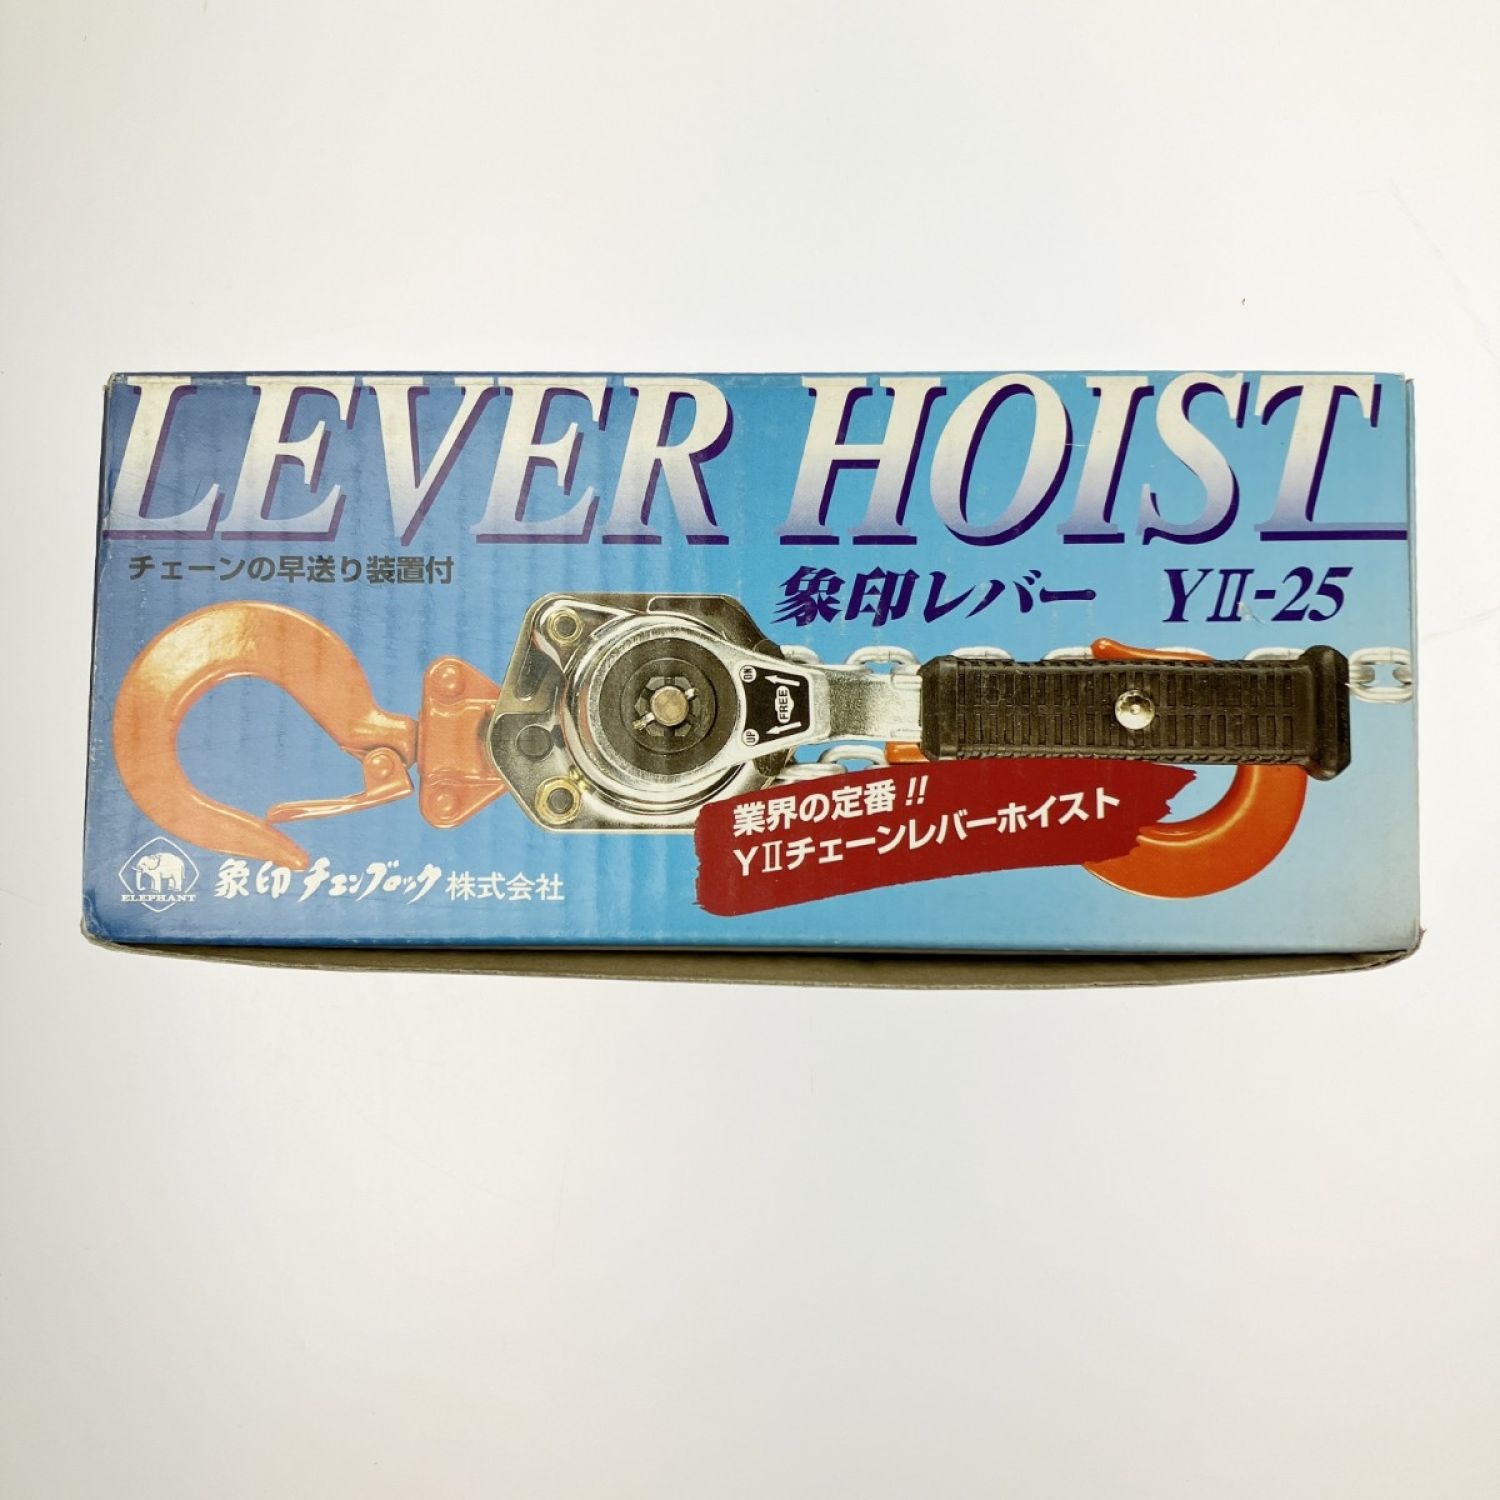 LEVER HOIST
チェーンの早送り装置付
象印レバー YⅡ-25
ON
FREE
UP
業界の定番!!
YⅡチェーンレバーホイスト
ELEPHANT
象印チェンブロック株式会社